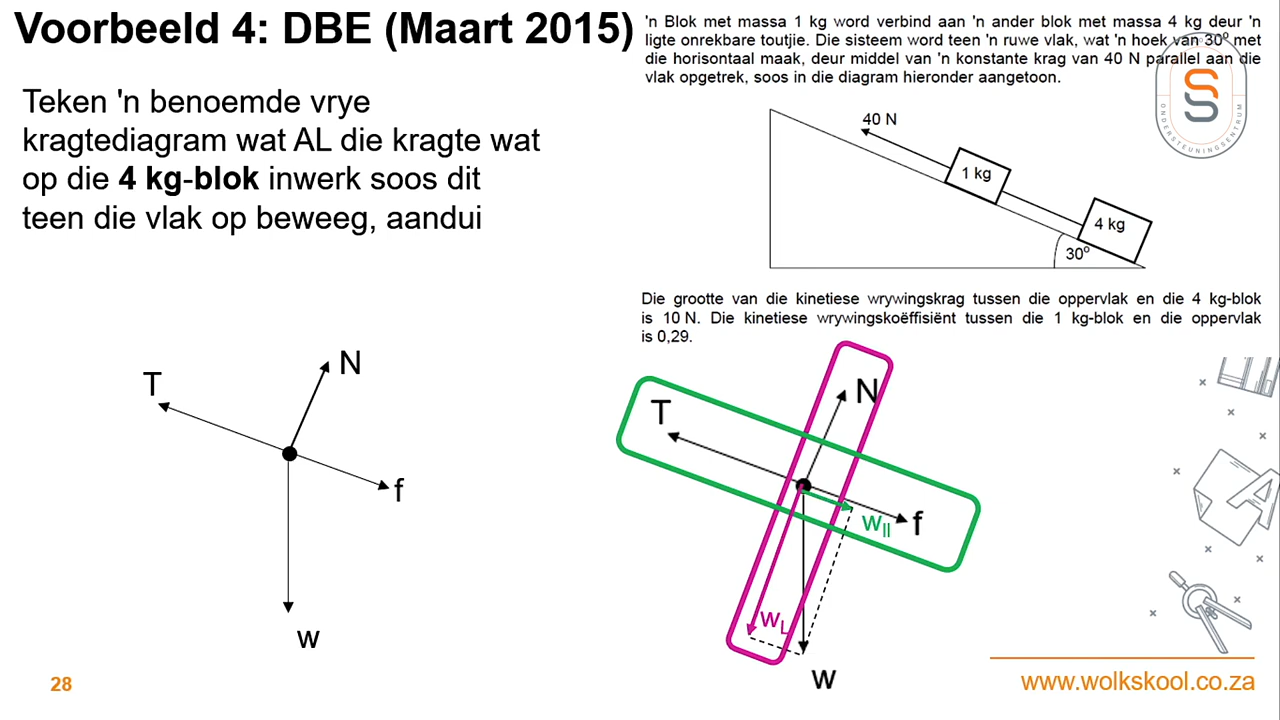 Voorbeeld 4: DBE (Maart 2015)
Teken 'n benoemde vrye
kragtediagram wat AL die kragte wat
op die 4 kg-blok inwerk soos dit
teen die vlak op beweeg, aandui
'n Blok met massa 1 kg word verbind aan 'n ander blok met massa 4 kg deur 'n
ligte onrekbare toutjie. Die sisteem word teen 'n ruwe vlak, wat 'n hoek van 30° met
die horisontaal maak, deur middel van 'n konstante krag van 40 N parallel aan die
vlak opgetrek, soos in die diagram hieronder aangetoon.
ONDERSTEUNINGSENTRUM
40 N
1 kg
4 kg
30°
Die grootte van die kinetiese wrywingskrag tussen die oppervlak en die 4 kg-blok
is 10 N. Die kinetiese wrywingskoëffisiënt tussen die 1 kg-blok en die oppervlak
is 0,29.
N
T
f
w
N
T
f
w||
w⊥
w
28
www.wolkskool.co.za